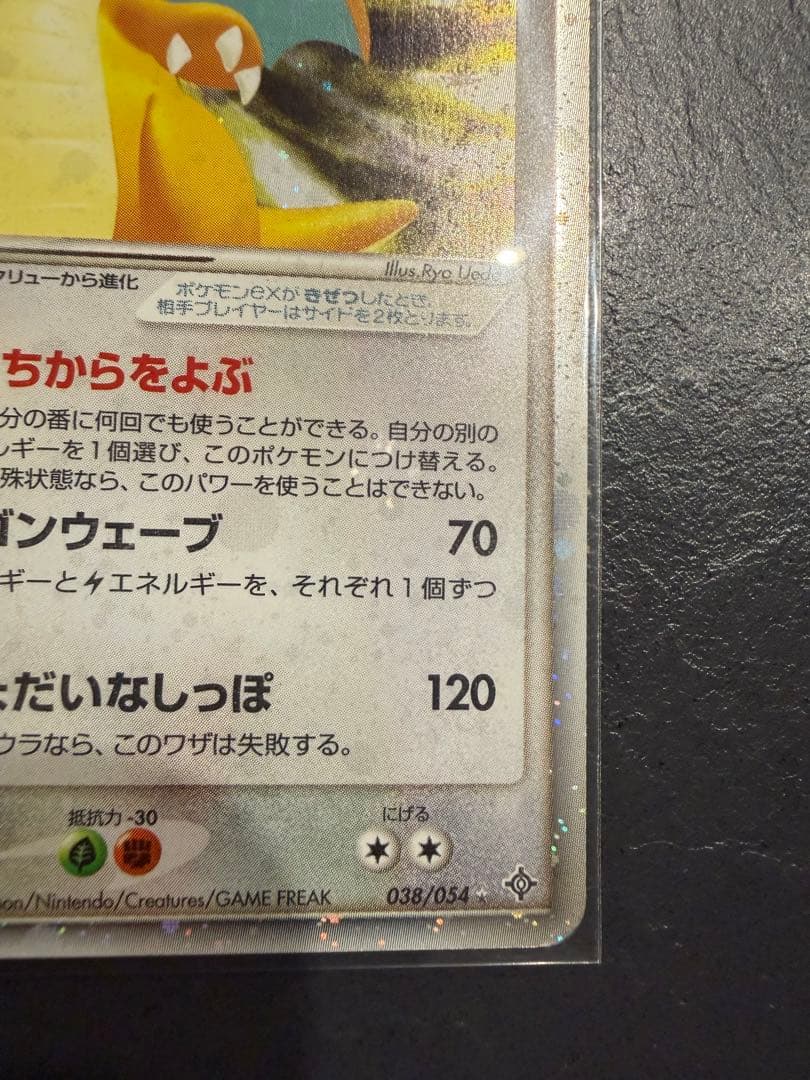 Illus. Ryo Ueda
リューから進化
ポケモンexが きぜつしたとき、
相手プレイヤーはサイドを2枚とります。
ちからをよぶ
分の番に何回でも使うことができる。自分の別の
ルギーを1個選び、このポケモンにつけ替える。
殊状態なら、このパワーを使うことはできない。
ゴンウェーブ 70
ギーとエネルギーを、それぞれ1個ずつ
だいなしっぽ 120
ウラなら、このワザは失敗する。
抵抗力 -30 にげる
on/Nintendo/Creatures/GAME FREAK 038/054 ★